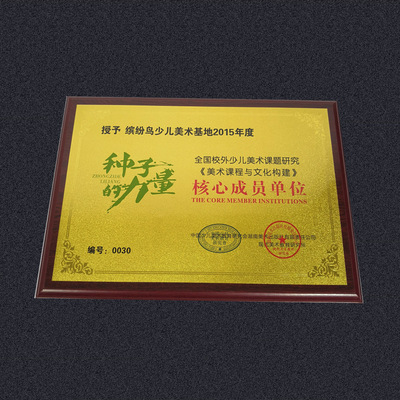 授予 缤纷鸟少儿美术基地2015年度
种子的力量
ZHONGZIDE
LILIANG
全国校外少儿美术课题研究
《美术课程与文化构建》
核心成员单位
THE CORE MEMBER INSTITUTIONS
编号：0030